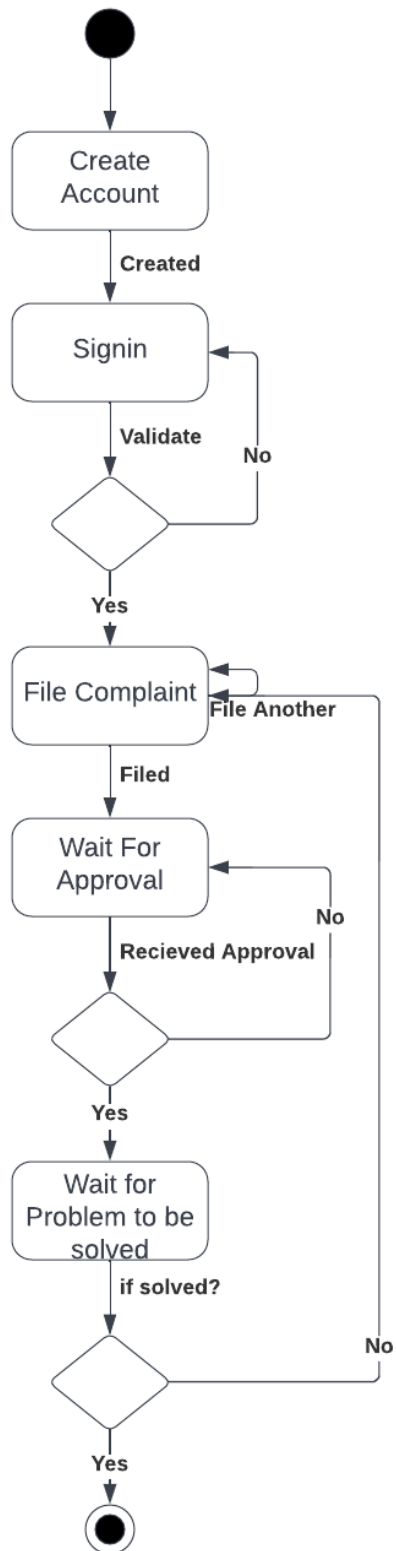 Create
Account
Created
Signin
Validate
No
Yes
File Complaint
File Another
Filed
Wait For
Approval
No
Recieved Approval
Yes
Wait for
Problem to be
solved
if solved?
No
Yes